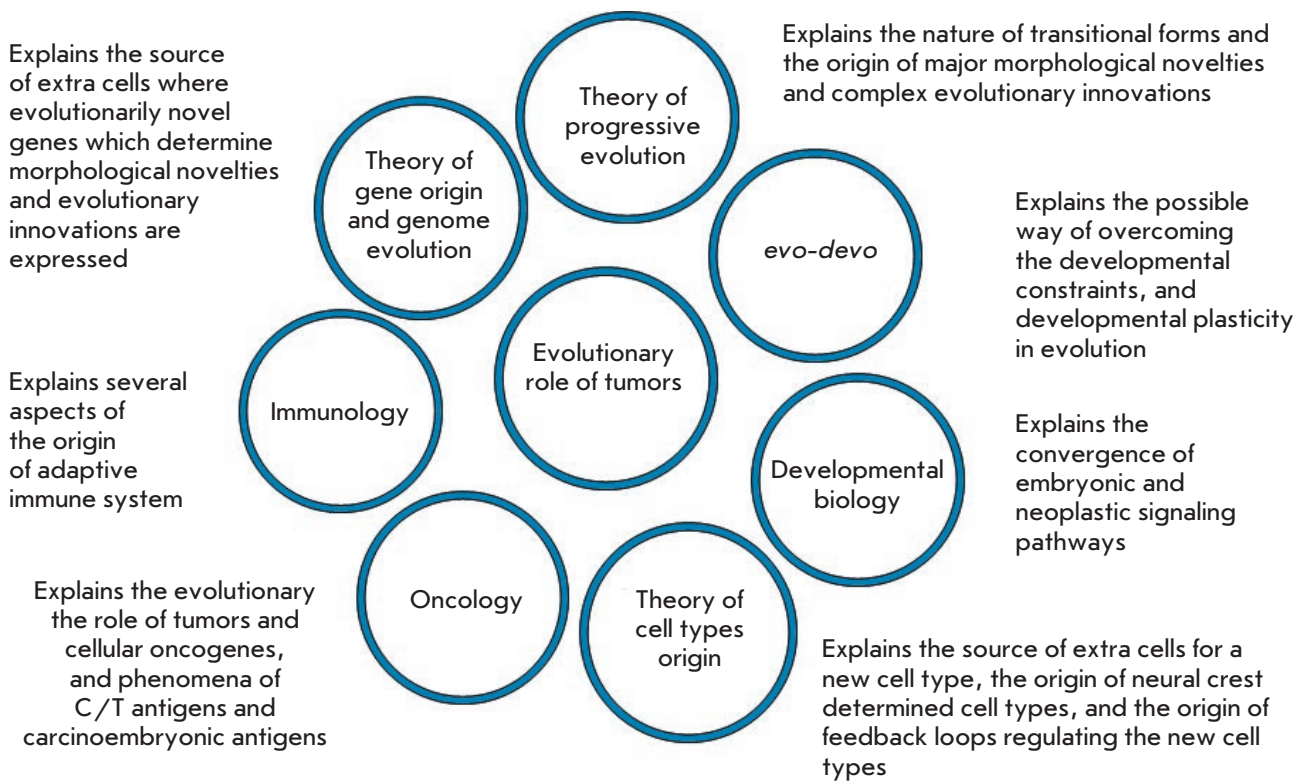 Explains the source
of extra cells where
evolutionarily novel
genes which determine
morphological novelties
and evolutionary
innovations are
expressed
Theory of
gene origin
and genome
evolution
Theory of
progressive
evolution
Explains the nature of transitional forms and
the origin of major morphological novelties
and complex evolutionary innovations
evo-devo
Explains the possible
way of overcoming
the developmental
constraints, and
developmental plasticity
in evolution
Explains several
aspects of
the origin
of adaptive
immune system
Immunology
Evolutionary
role of tumors
Developmental
biology
Explains the
convergence of
embryonic and
neoplastic signaling
pathways
Explains the evolutionary
the role of tumors and
cellular oncogenes,
and phenomena of
C/T antigens and
carcinoembryonic antigens
Oncology
Theory of
cell types
origin
Explains the source of extra cells for a
new cell type, the origin of neural crest
determined cell types, and the origin of
feedback loops regulating the new cell
types